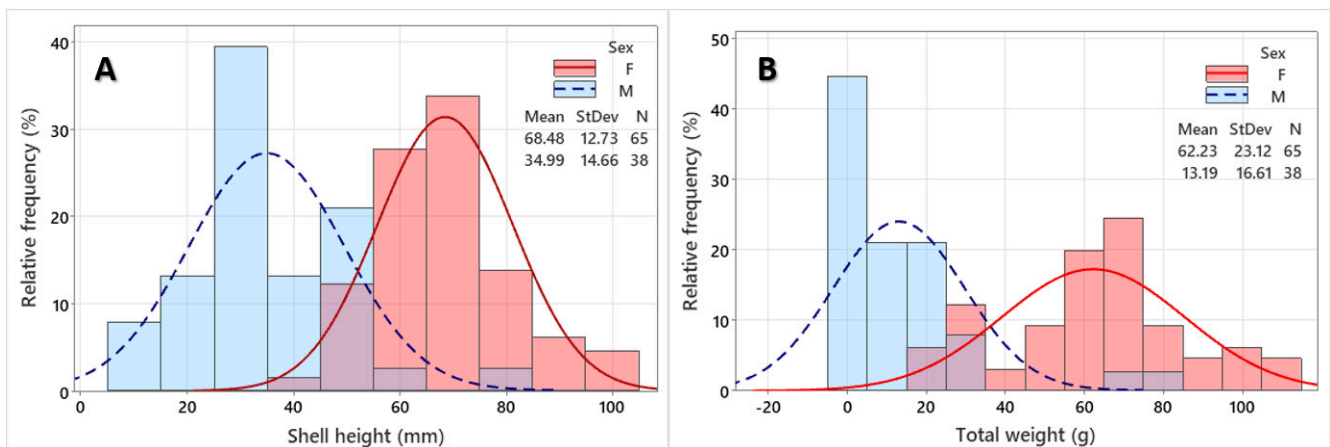 A
Sex
F
M
Mean StDev N
68.48 12.73 65
34.99 14.66 38
Relative frequency (%)
40
30
20
10
0
0 20 40 60 80 100
Shell height (mm)
B
Sex
F
M
Mean StDev N
62.23 23.12 65
13.19 16.61 38
Relative frequency (%)
50
40
30
20
10
0
-20 0 20 40 60 80 100
Total weight (g)